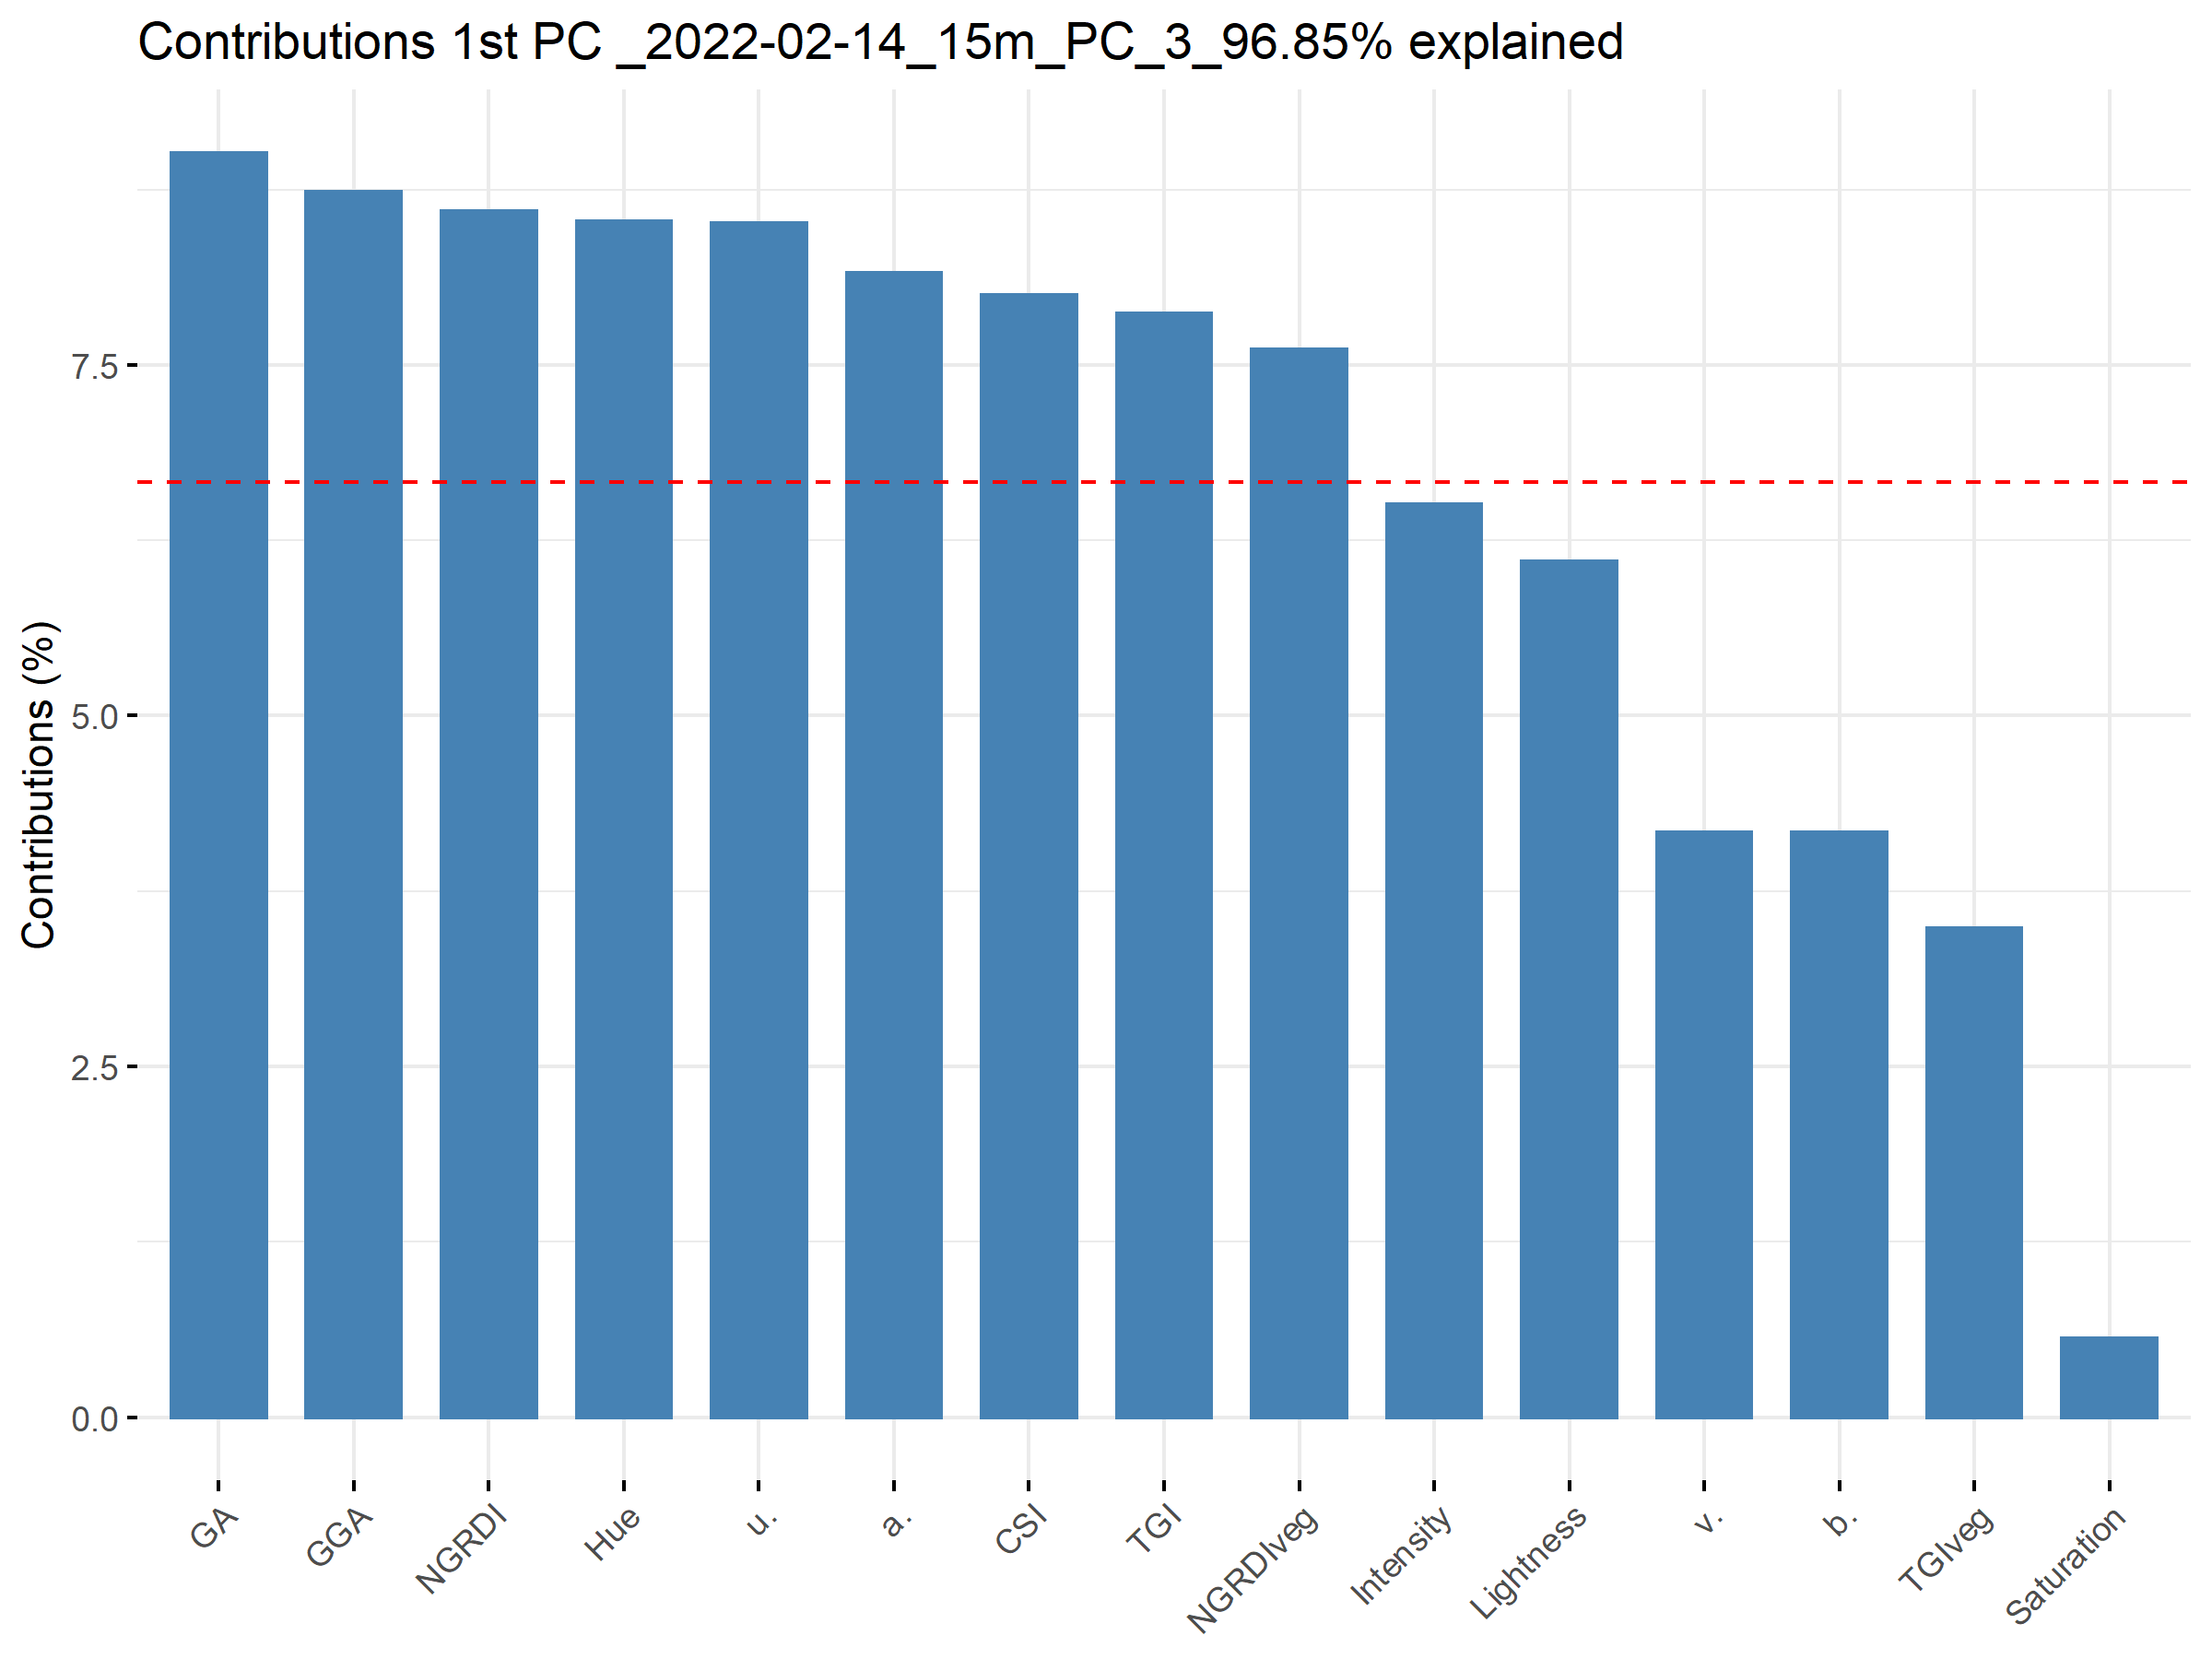 Contributions 1st PC _2022-02-14_15m_PC_3_96.85% explained
Contributions (%)
7.5
5.0
2.5
0.0
GA
GGA
NGRDI
Hue
u.
a.
CSI
TGI
NGRDIveg
Intensity
Lightness
v.
b.
TGIveg
Saturation